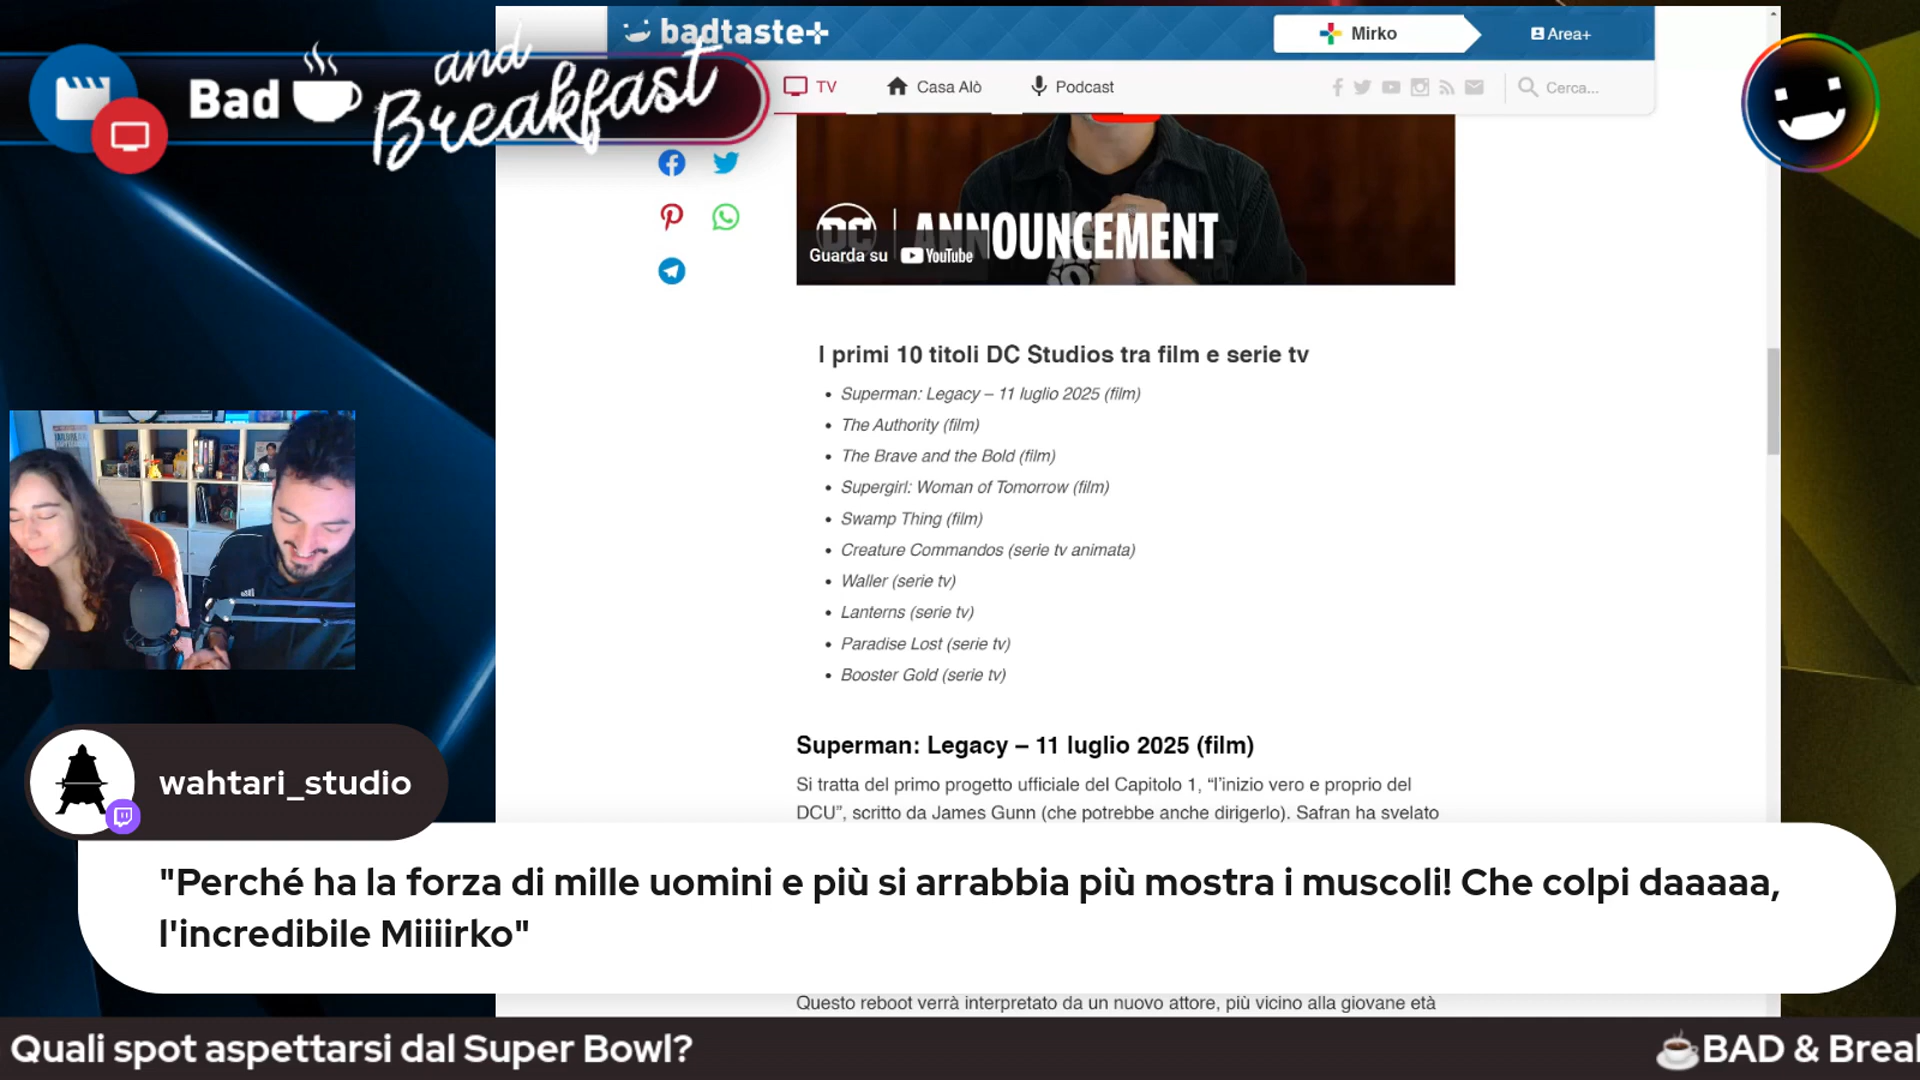 badtaste+
Mirko
Area+
Bad and Breakfast
TV
Casa Alò
Podcast
Cerca...
DC ANNOUNCEMENT
Guarda su YouTube
I primi 10 titoli DC Studios tra film e serie tv
• Superman: Legacy – 11 luglio 2025 (film)
• The Authority (film)
• The Brave and the Bold (film)
• Supergirl: Woman of Tomorrow (film)
• Swamp Thing (film)
• Creature Commandos (serie tv animata)
• Waller (serie tv)
• Lanterns (serie tv)
• Paradise Lost (serie tv)
• Booster Gold (serie tv)
Superman: Legacy – 11 luglio 2025 (film)
Si tratta del primo progetto ufficiale del Capitolo 1, “l’inizio vero e proprio del
DCU”, scritto da James Gunn (che potrebbe anche dirigerlo). Safran ha svelato
wahtari_studio
"Perché ha la forza di mille uomini e più si arrabbia più mostra i muscoli! Che colpi daaaaa,
l'incredibile Miiiirko"
Questo reboot verrà interpretato da un nuovo attore, più vicino alla giovane età
Quali spot aspettarsi dal Super Bowl?
☕BAD & Breal